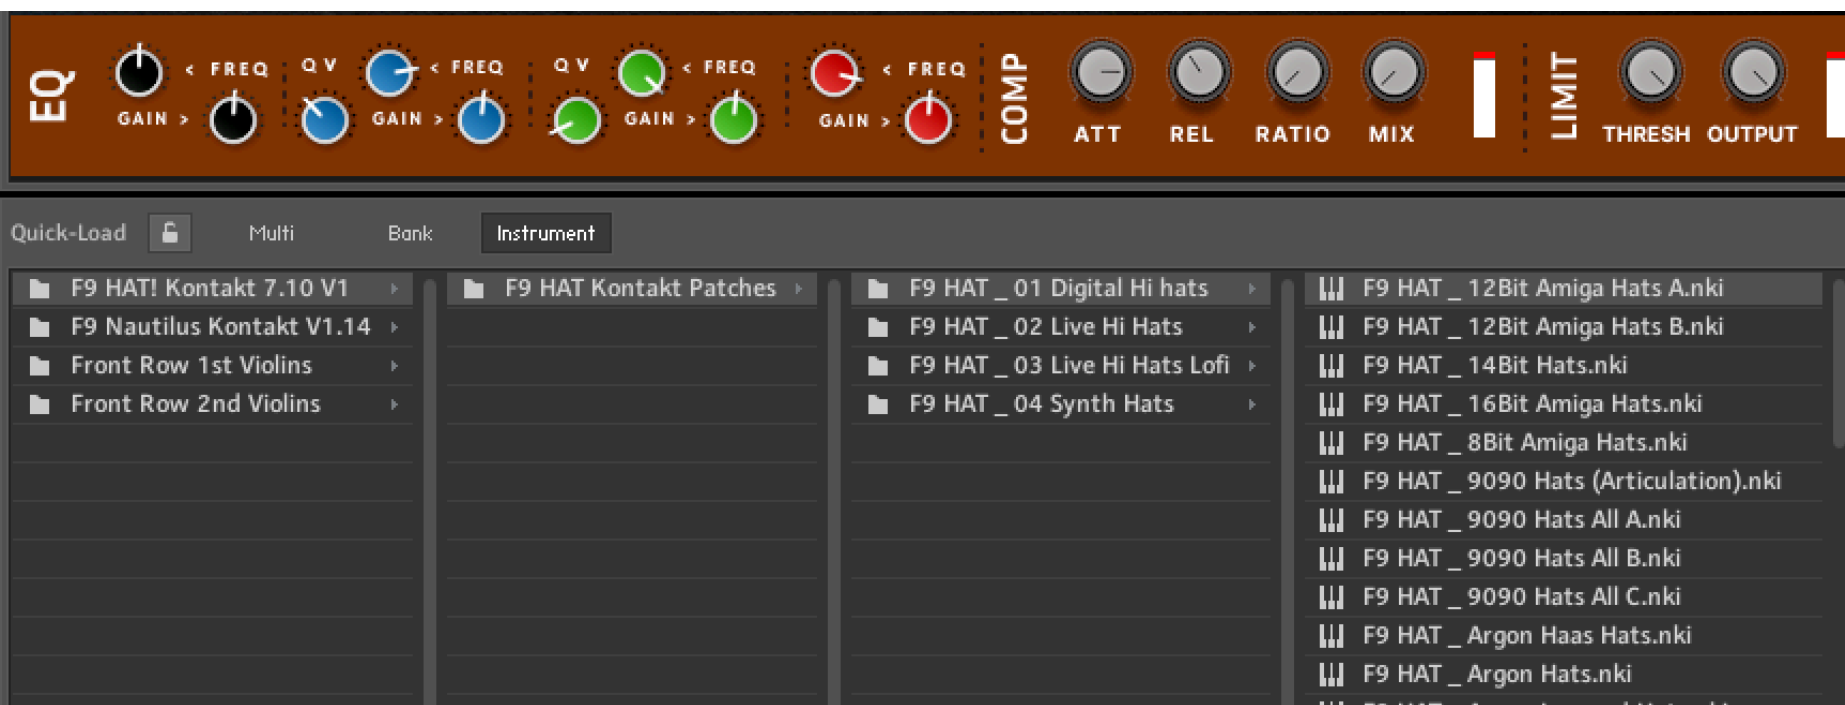 EQ
< FREQ
GAIN >
Q V
< FREQ
GAIN >
Q V
< FREQ
GAIN >
< FREQ
GAIN >
COMP
ATT
REL
RATIO
MIX
LIMIT
THRESH
OUTPUT
Quick-Load
Multi
Bank
Instrument
F9 HAT! Kontakt 7.10 V1
F9 Nautilus Kontakt V1.14
Front Row 1st Violins
Front Row 2nd Violins
F9 HAT Kontakt Patches
F9 HAT _ 01 Digital Hi hats
F9 HAT _ 02 Live Hi Hats
F9 HAT _ 03 Live Hi Hats Lofi
F9 HAT _ 04 Synth Hats
F9 HAT _ 12Bit Amiga Hats A.nki
F9 HAT _ 12Bit Amiga Hats B.nki
F9 HAT _ 14Bit Hats.nki
F9 HAT _ 16Bit Amiga Hats.nki
F9 HAT _ 8Bit Amiga Hats.nki
F9 HAT _ 9090 Hats (Articulation).nki
F9 HAT _ 9090 Hats All A.nki
F9 HAT _ 9090 Hats All B.nki
F9 HAT _ 9090 Hats All C.nki
F9 HAT _ Argon Haas Hats.nki
F9 HAT _ Argon Hats.nki